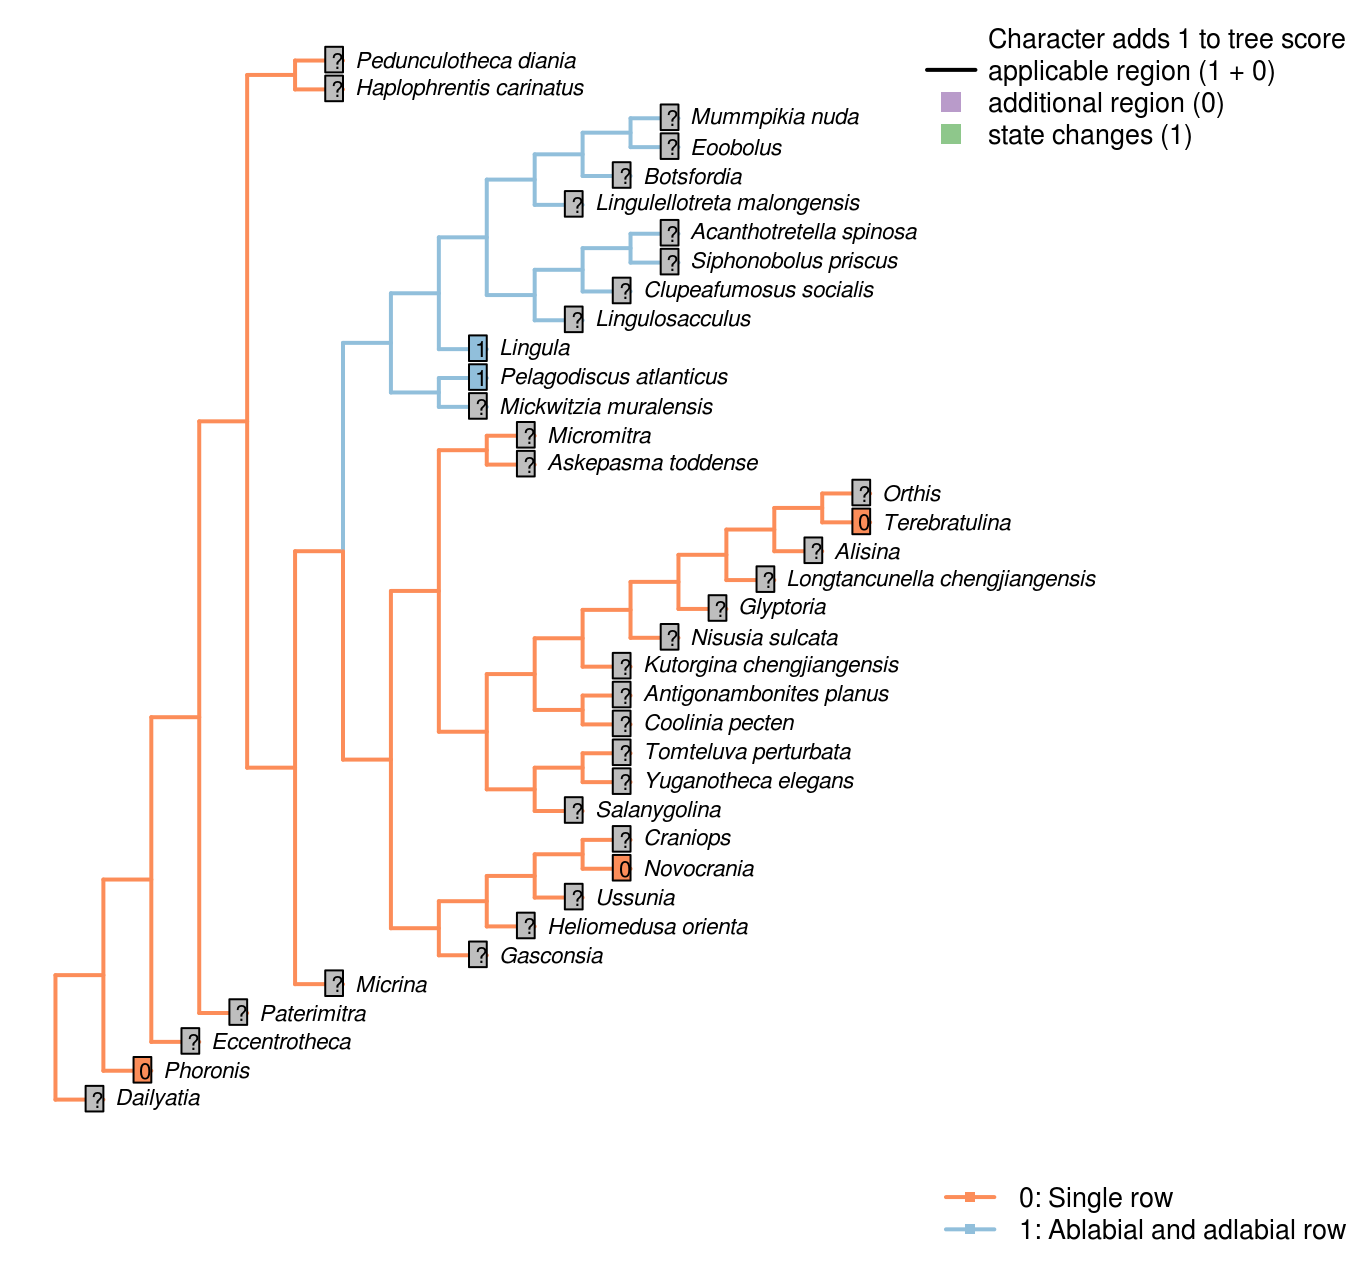 Character adds 1 to tree score
applicable region (1 + 0)
additional region (0)
state changes (1)
? Pedunculotheca diania
? Haplophrentis carinatus
? Mummpikia nuda
? Eoobolus
? Botsfordia
? Lingulellotreta malongensis
? Acanthotretella spinosa
? Siphonobolus priscus
? Clupeafumosus socialis
? Lingulosacculus
1 Lingula
1 Pelagodiscus atlanticus
? Mickwitzia muralensis
? Micromitra
? Askepasma toddense
? Orthis
0 Terebratulina
? Alisina
? Longtancunella chengjiangensis
? Glyptoria
? Nisusia sulcata
? Kutorgina chengjiangensis
? Antigonambonites planus
? Coolinia pecten
? Tomteluva perturbata
? Yuganotheca elegans
? Salanygolina
? Craniops
0 Novocrania
? Ussunia
? Heliomedusa orienta
? Gasconsia
? Micrina
? Paterimitra
? Eccentrotheca
0 Phoronis
? Dailyatia
0: Single row
1: Ablabial and adlabial row